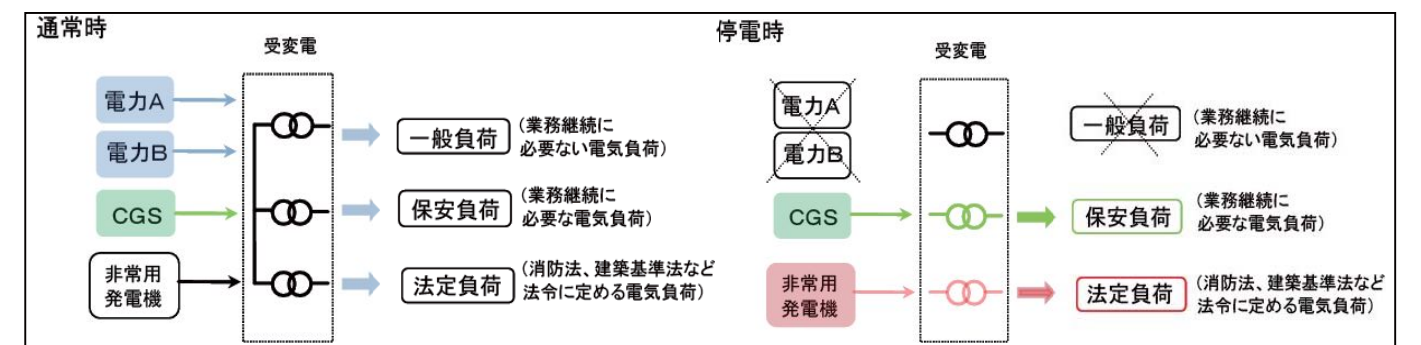 通常時
受変電
電力A
電力B
CGS
非常用
発電機
一般負荷
(業務継続に
必要ない電気負荷)
保安負荷
(業務継続に
必要な電気負荷)
法定負荷
(消防法、建築基準法など
法令に定める電気負荷)
停電時
受変電
電力A
電力B
CGS
非常用
発電機
一般負荷
(業務継続に
必要ない電気負荷)
保安負荷
(業務継続に
必要な電気負荷)
法定負荷
(消防法、建築基準法など
法令に定める電気負荷)